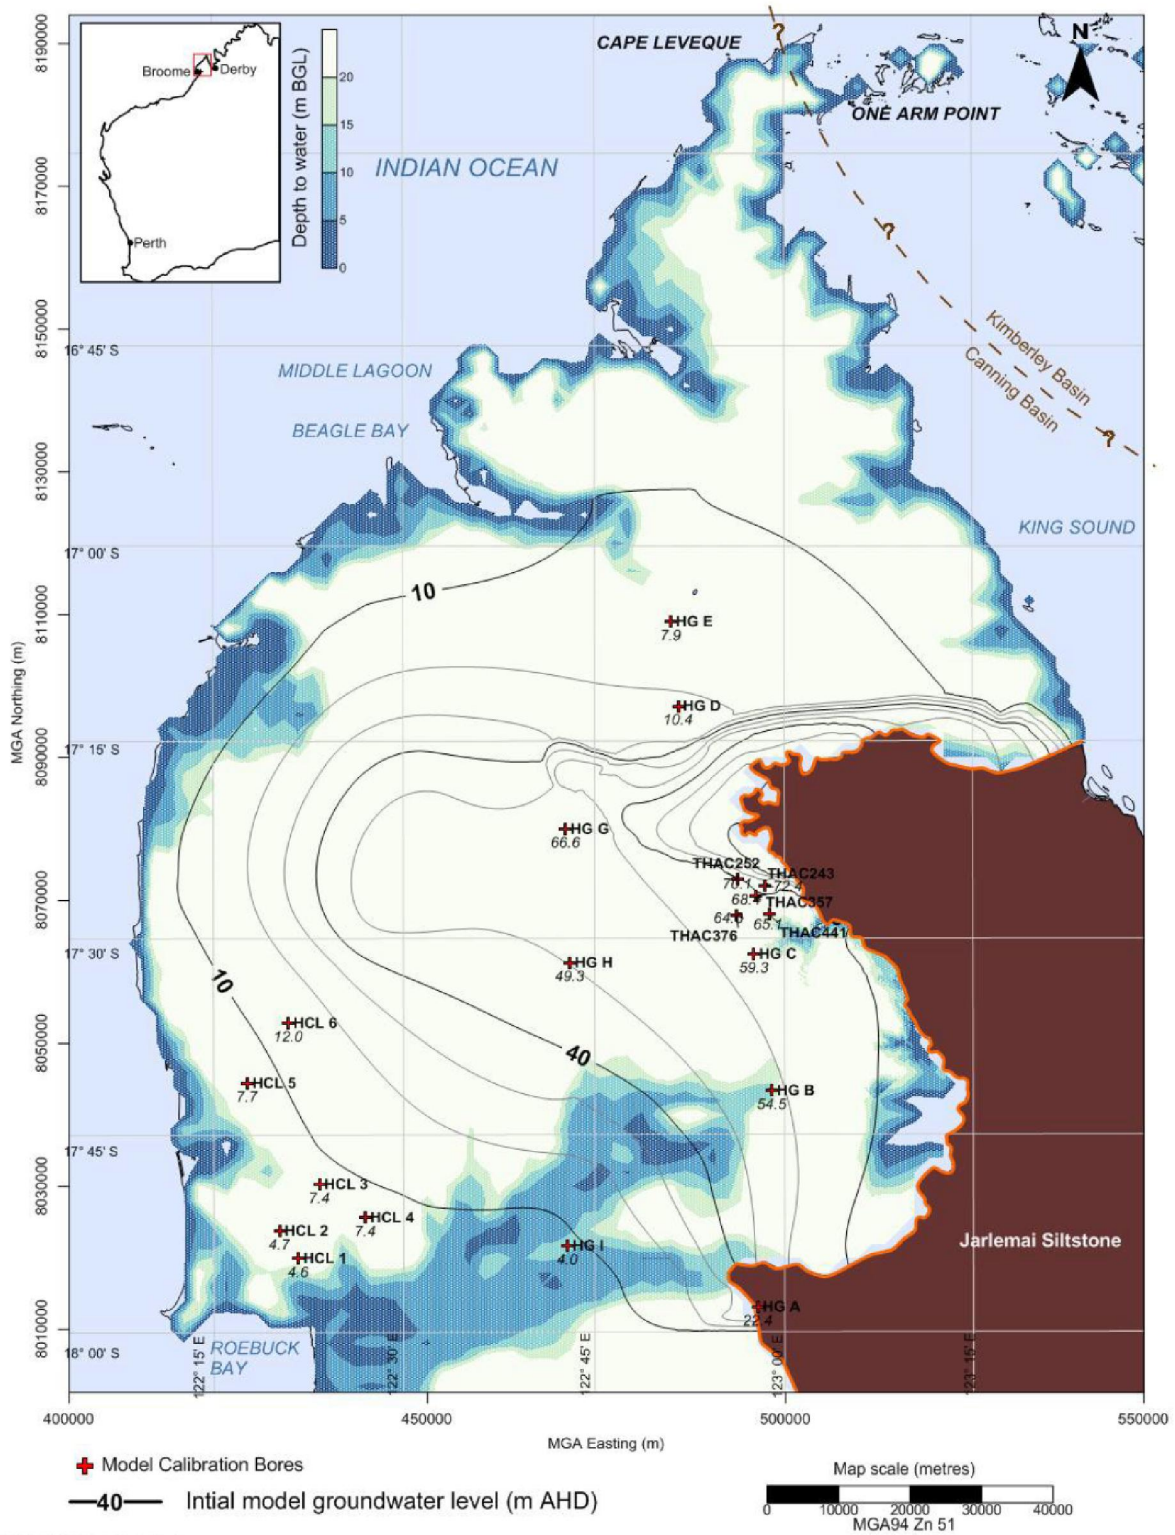 CAPE LEVEQUE
?
N
Broome
Derby
Perth
Depth to water (m BGL)
20
15
10
5
0
ONE ARM POINT
INDIAN OCEAN
?
Kimberley Basin
Canning Basin
?
MIDDLE LAGOON
BEAGLE BAY
KING SOUND
MGA Northing (m)
8190000
8170000
8150000
8130000
8110000
8090000
8070000
8050000
8030000
8010000
16° 45' S
17° 00' S
17° 15' S
17° 30' S
17° 45' S
18° 00' S
10
HG E
7.9
HG D
10.4
HG G
66.6
THAC252
70.1
THAC243
72.4
THAC357
THAC376
65.1
THAC441
HG C
59.3
HG H
49.3
10
HCL 6
12.0
40
HCL 5
7.7
HG B
54.5
HCL 3
7.4
HCL 4
7.4
HCL 2
4.7
HCL 1
4.6
HG I
4.0
Jarlemai Siltstone
HG A
22.4
ROEBUCK
BAY
122° 15' E
122° 30' E
122° 45' E
123° 00' E
123° 15' E
400000
450000
500000
550000
MGA Easting (m)
Model Calibration Bores
40
Intial model groundwater level (m AHD)
Map scale (metres)
0
10000
20000
30000
40000
MGA94 Zn 51